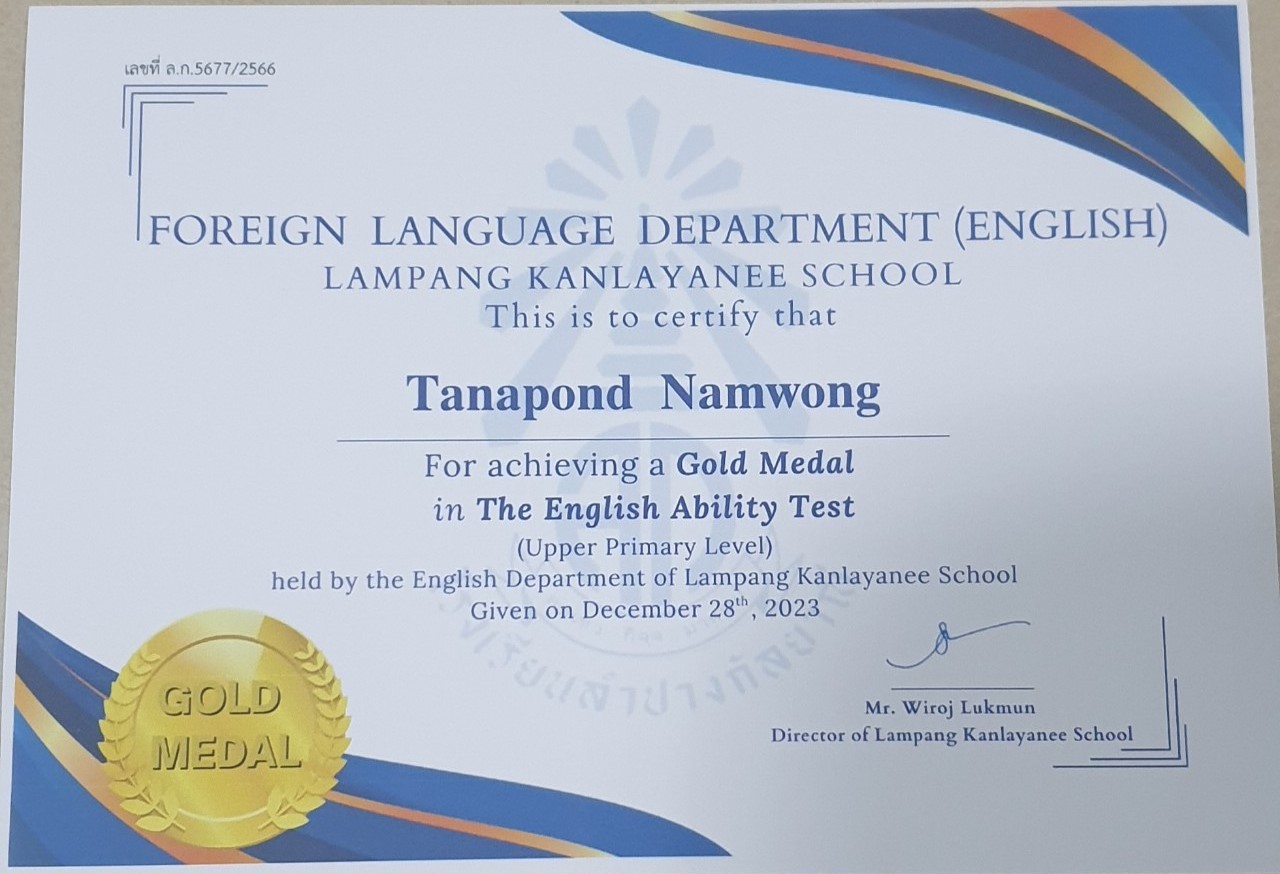 เลขที่ ล.ก.5677/2566
FOREIGN LANGUAGE DEPARTMENT (ENGLISH)
LAMPANG KANLAYANEE SCHOOL
This is to certify that
Tanapond Namwong
For achieving a Gold Medal
in The English Ability Test
(Upper Primary Level)
held by the English Department of Lampang Kanlayanee School
Given on December 28th, 2023
โรงเรียนลำปางกัลยาณี
GOLD
MEDAL
Mr. Wiroj Lukmun
Director of Lampang Kanlayanee School